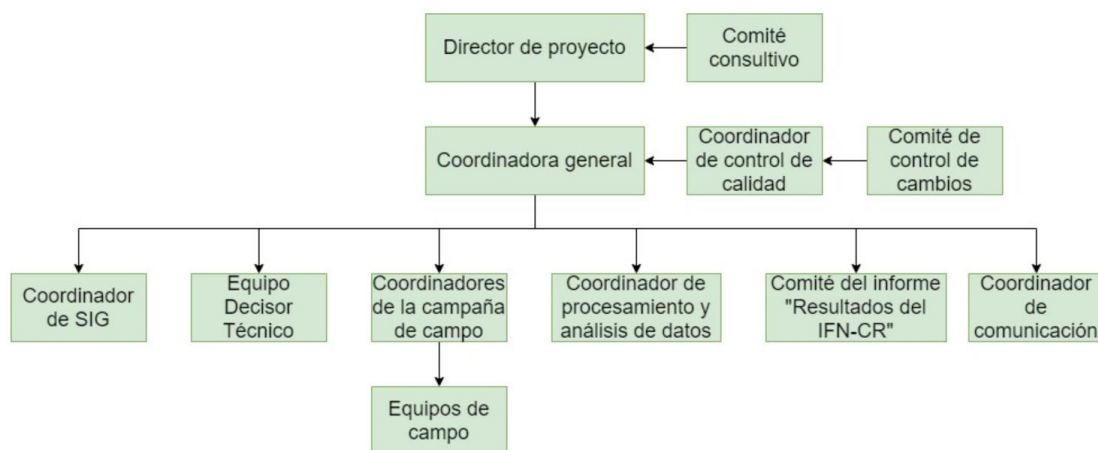 Director de proyecto
Comité
consultivo
Coordinadora general
Coordinador
de control de
calidad
Comité de
control de
cambios
Coordinador
de SIG
Equipo
Decisor
Técnico
Coordinadores
de la campaña
de campo
Coordinador de
procesamiento y
análisis de datos
Comité del informe
"Resultados del
IFN-CR"
Coordinador
de
comunicación
Equipos de
campo